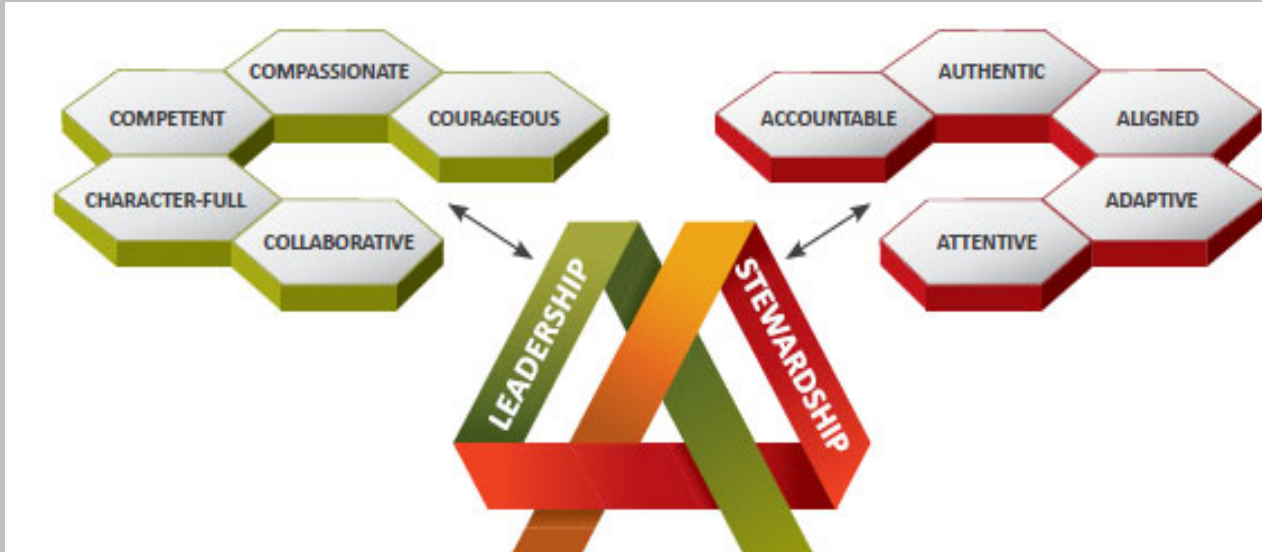 COMPASSIONATE
COMPETENT
COURAGEOUS
CHARACTER-FULL
COLLABORATIVE
AUTHENTIC
ACCOUNTABLE
ALIGNED
ADAPTIVE
ATTENTIVE
LEADERSHIP
STEWARDSHIP